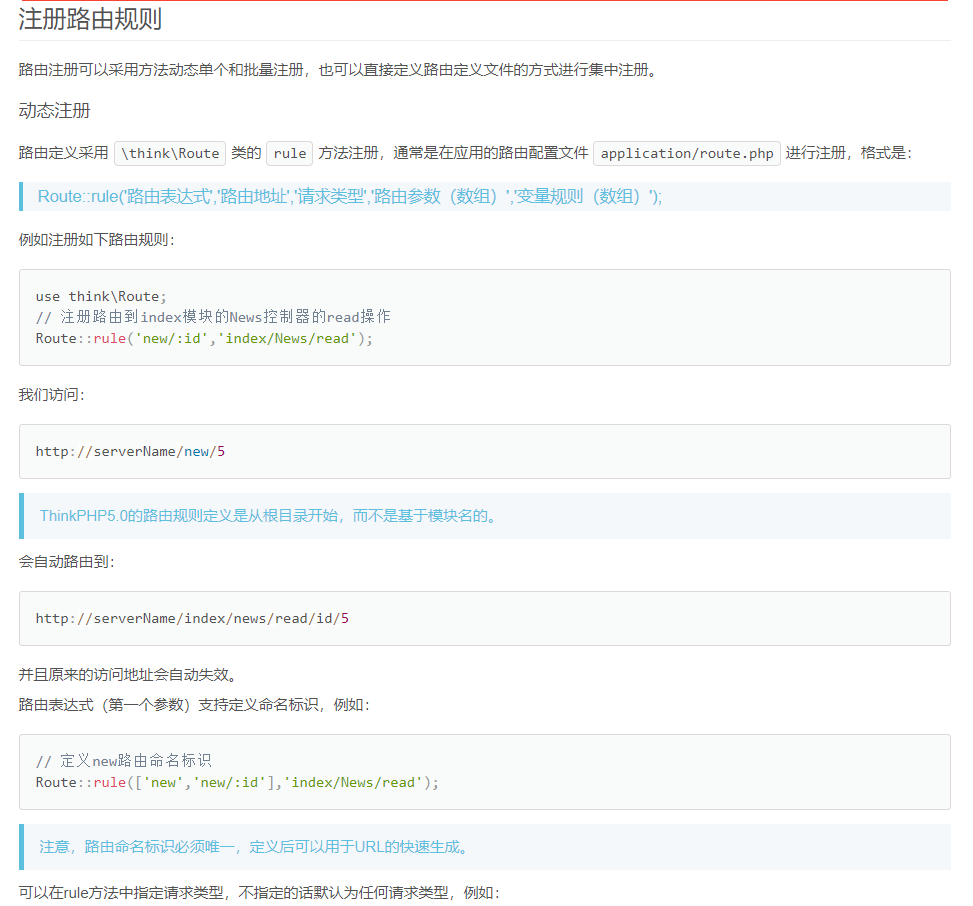 注册路由规则
路由注册可以采用方法动态单个和批量注册，也可以直接定义路由定义文件的方式进行集中注册。
动态注册
路由定义采用 \think\Route 类的 rule 方法注册，通常是在应用的路由配置文件 application/route.php 进行注册，格式是：
Route::rule('路由表达式','路由地址','请求类型','路由参数（数组）','变量规则（数组）');
例如注册如下路由规则：
use think\Route;
// 注册路由到index模块的News控制器的read操作
Route::rule('new/:id','index/News/read');
我们访问：
http://serverName/new/5
ThinkPHP5.0的路由规则定义是从根目录开始，而不是基于模块名的。
会自动路由到：
http://serverName/index/news/read/id/5
并且原来的访问地址会自动失效。
路由表达式（第一个参数）支持定义命名标识，例如：
// 定义new路由命名标识
Route::rule(['new','new/:id'],'index/News/read');
注意，路由命名标识必须唯一，定义后可以用于URL的快速生成。
可以在rule方法中指定请求类型，不指定的话默认为任何请求类型，例如：